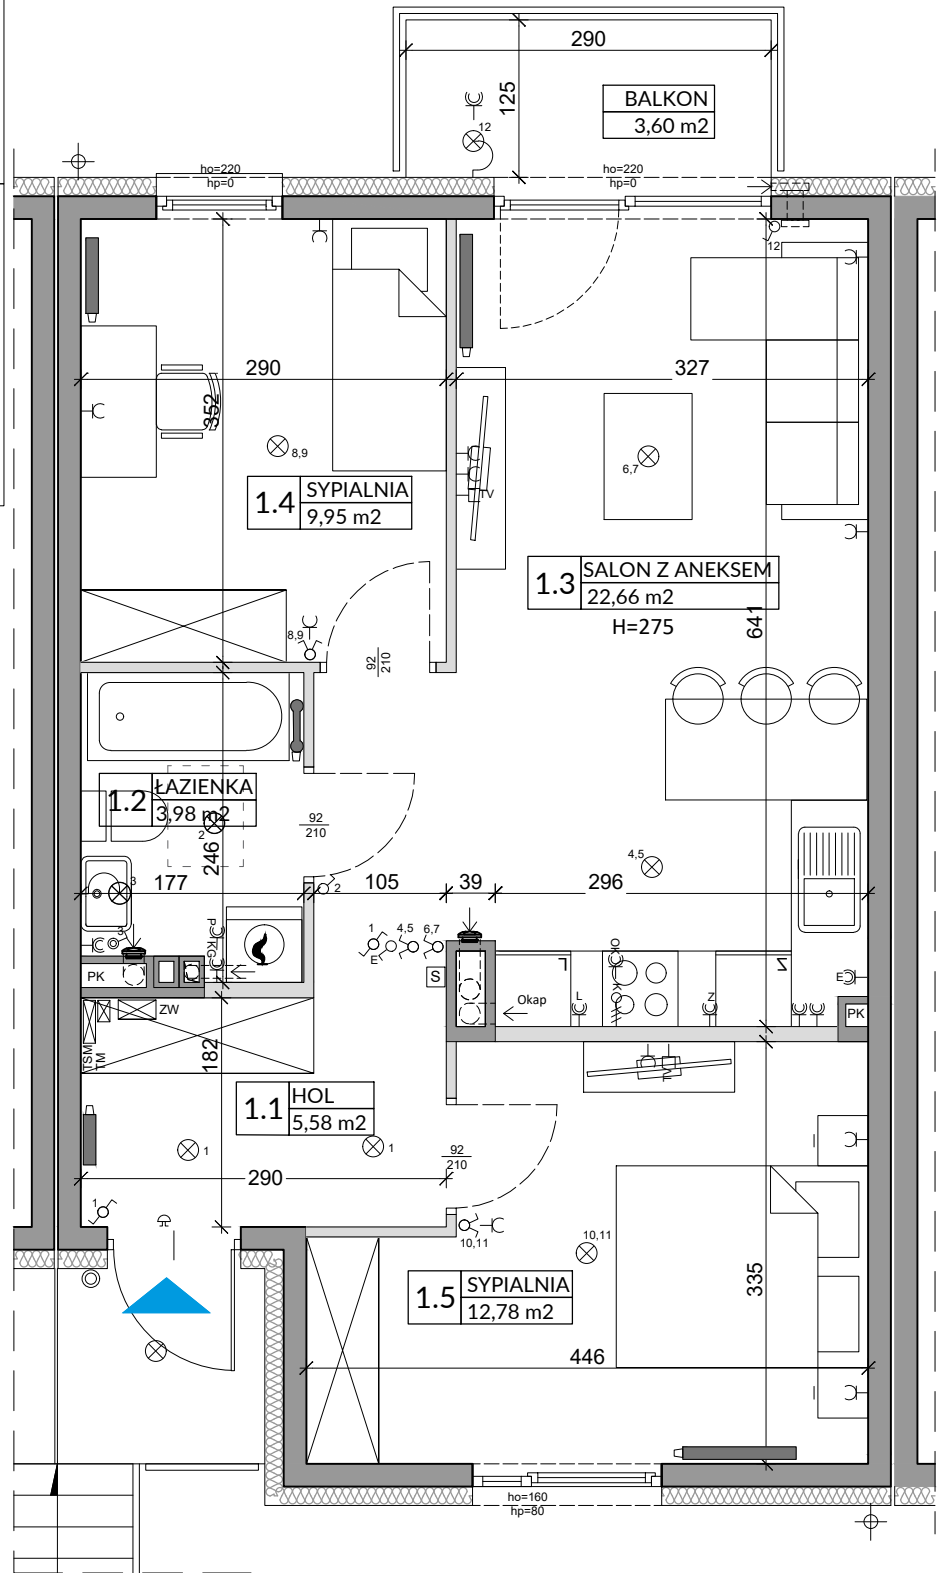 290
125
BALKON
3,60 m2
12
ho=220
hp=0
ho=220
hp=0
12
290
327
352
8,9
6,7
TV
1.4
SYPIALNIA
9,95 m2
1.3
SALON Z ANEKSEM
22,66 m2
H=275
641
8,9
92
210
1.2
ŁAZIENKA
3,98 m2
2
246
92
210
4,5
3
177
2
105
39
296
3
P
KG
1
4,5
6,7
E
S
PK
OK
K
L
Z
E
PK
Okap
ZW
TSM
TM
182
TV
1.1
HOL
5,58 m2
1
1
92
210
290
1
10,11
10,11
1.5
SYPIALNIA
12,78 m2
335
446
ho=160
hp=80